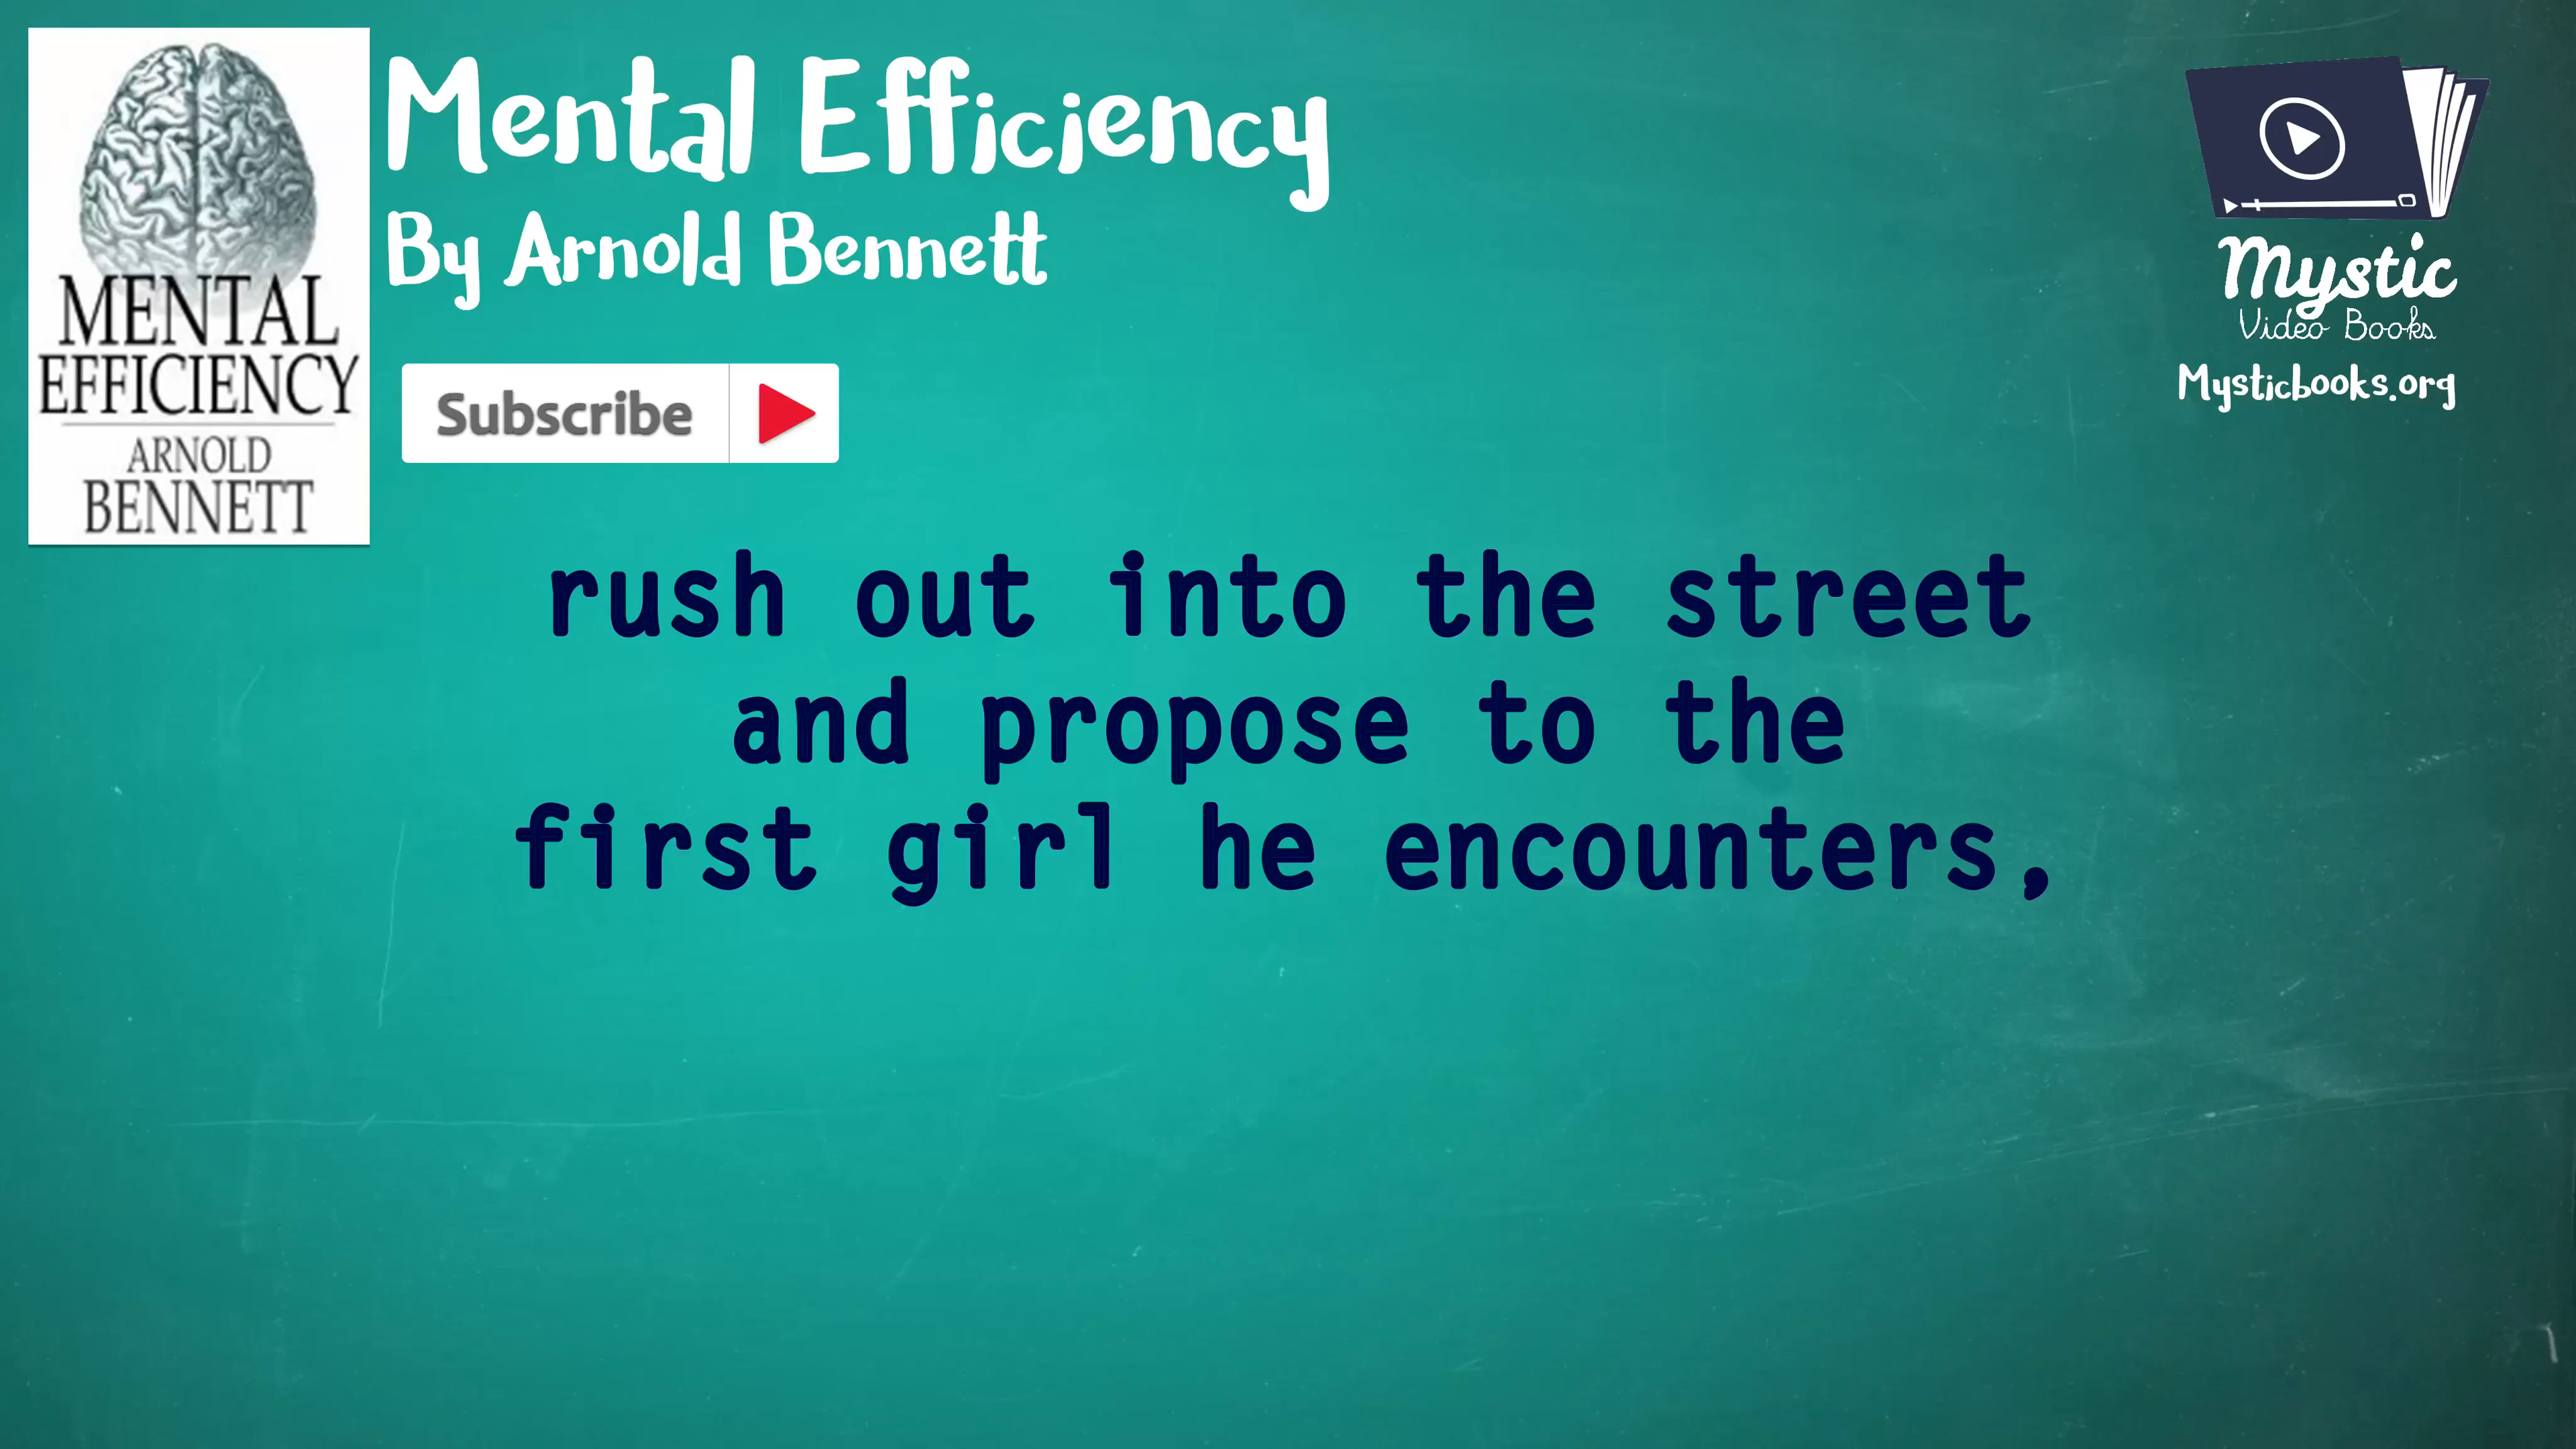 MENTAL
EFFICIENCY
ARNOLD
BENNETT
Mental Efficiency
By Arnold Bennett
Subscribe
Mystic
Video Books
Mysticbooks.org
rush out into the street
and propose to the
first girl he encounters,